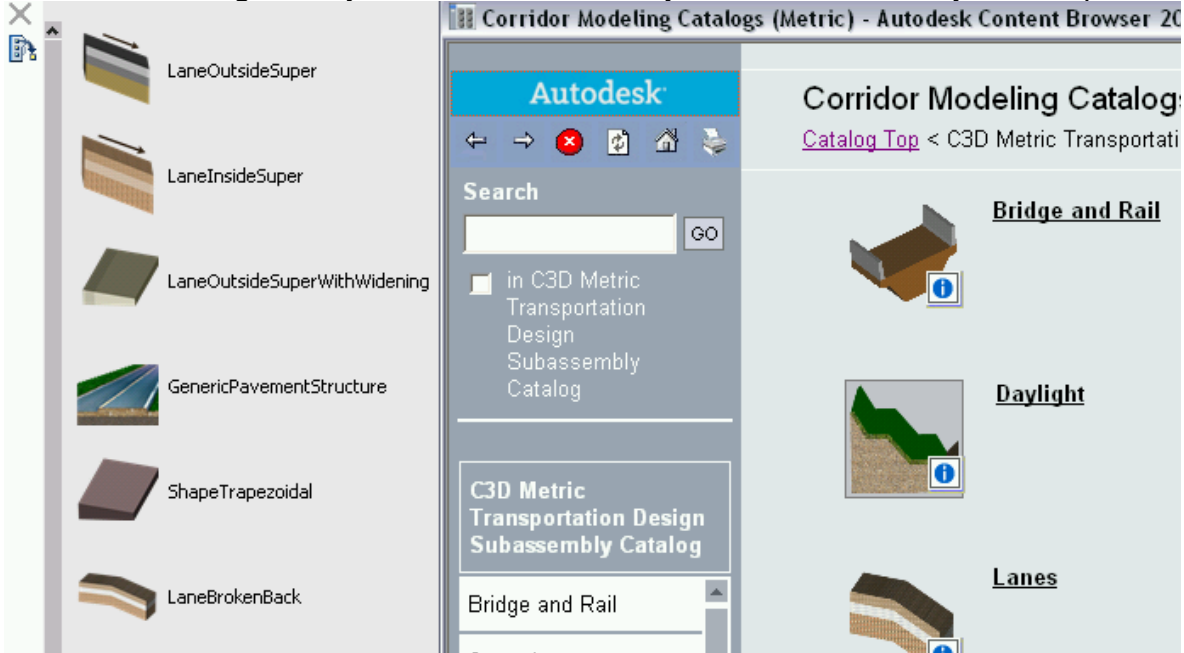 LaneOutsideSuper
LaneInsideSuper
LaneOutsideSuperWithWidening
GenericPavementStructure
ShapeTrapezoidal
LaneBrokenBack
Corridor Modeling Catalogs (Metric) - Autodesk Content Browser 20
Autodesk
Search
GO
in C3D Metric
Transportation
Design
Subassembly
Catalog
C3D Metric
Transportation Design
Subassembly Catalog
Bridge and Rail
Corridor Modeling Catalogs
Catalog Top < C3D Metric Transportati
Bridge and Rail
Daylight
Lanes